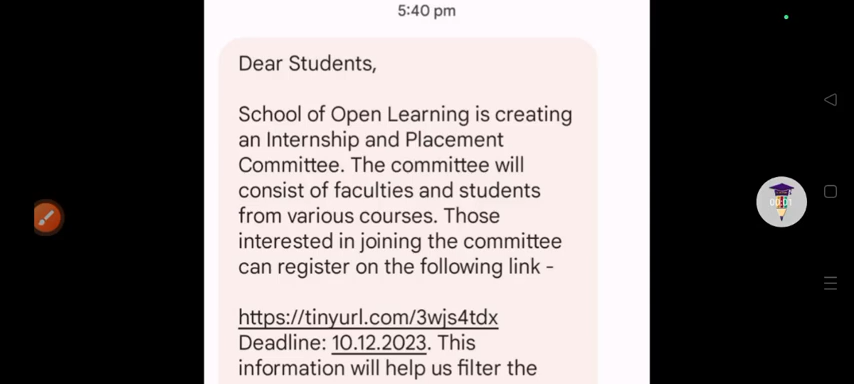 5:40 pm
Dear Students,
School of Open Learning is creating
an Internship and Placement
Committee. The committee will
consist of faculties and students
from various courses. Those
interested in joining the committee
can register on the following link -
https://tinyurl.com/3wjs4tdx
Deadline: 10.12.2023. This
information will help us filter the
00:01